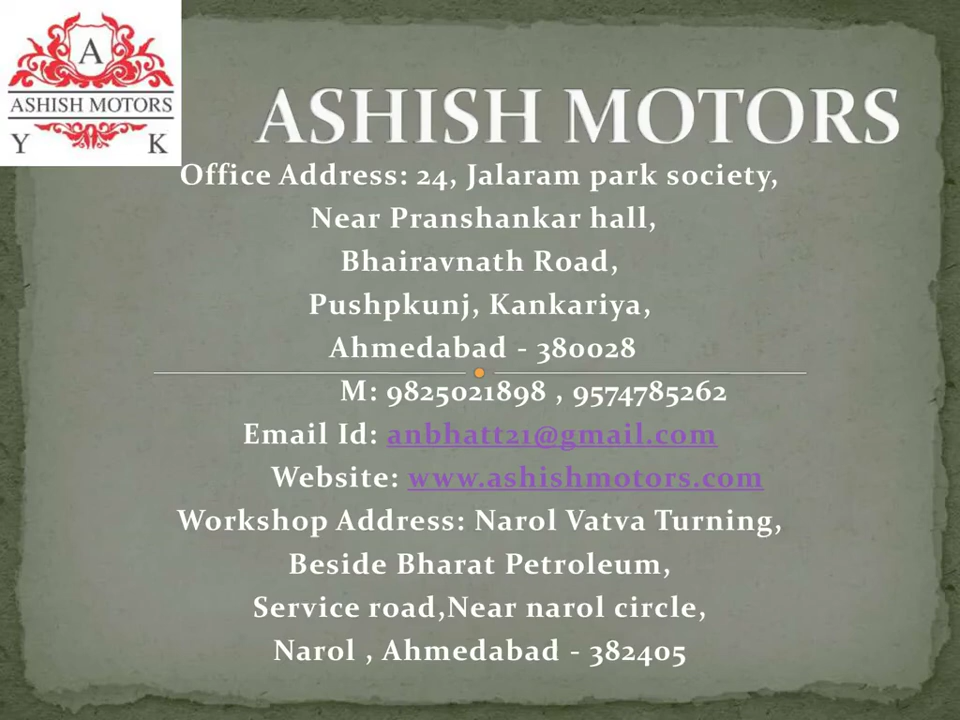 A
ASHISH MOTORS
Y K
ASHISH MOTORS
Office Address: 24, Jalaram park society,
Near Pranshankar hall,
Bhairavnath Road,
Pushpkunj, Kankariya,
Ahmedabad - 380028
M: 9825021898 , 9574785262
Email Id: anbhatt21@gmail.com
Website: www.ashishmotors.com
Workshop Address: Narol Vatva Turning,
Beside Bharat Petroleum,
Service road,Near narol circle,
Narol , Ahmedabad - 382405